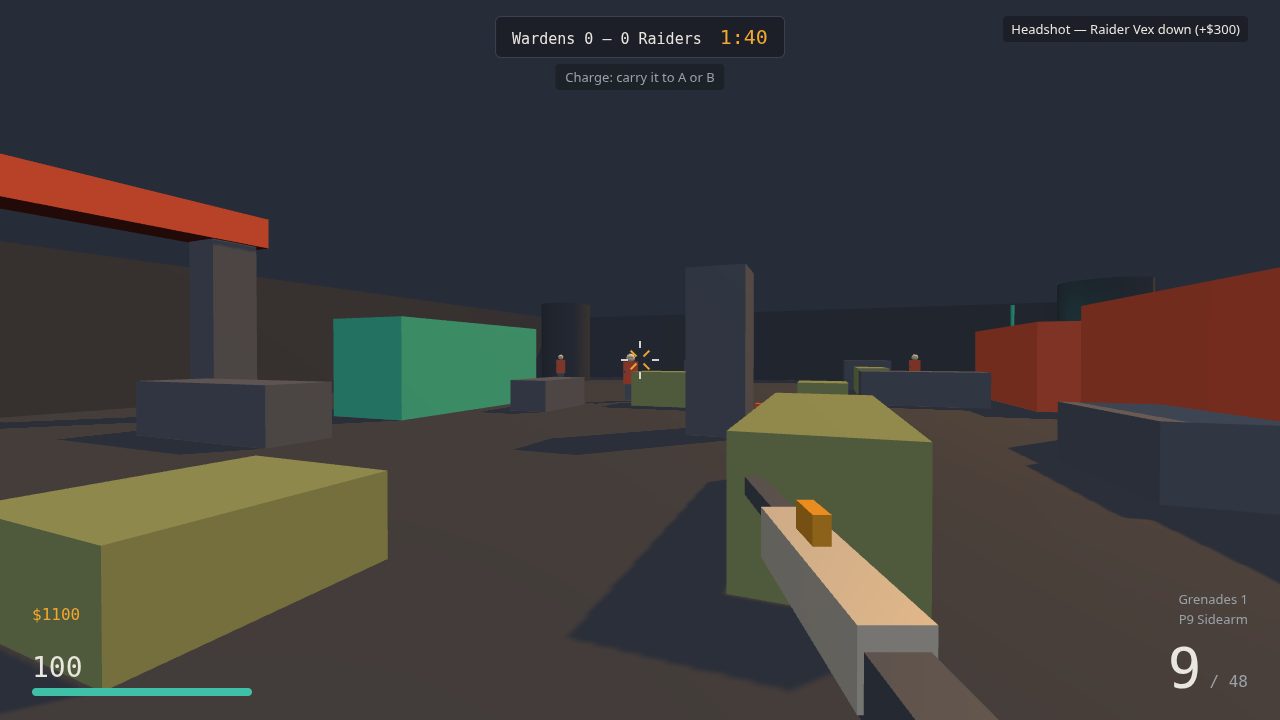 Wardens 0 – 0 Raiders 1:40
Headshot — Raider Vex down (+$300)
Charge: carry it to A or B
$1100
100
Grenades 1
P9 Sidearm
9 / 48